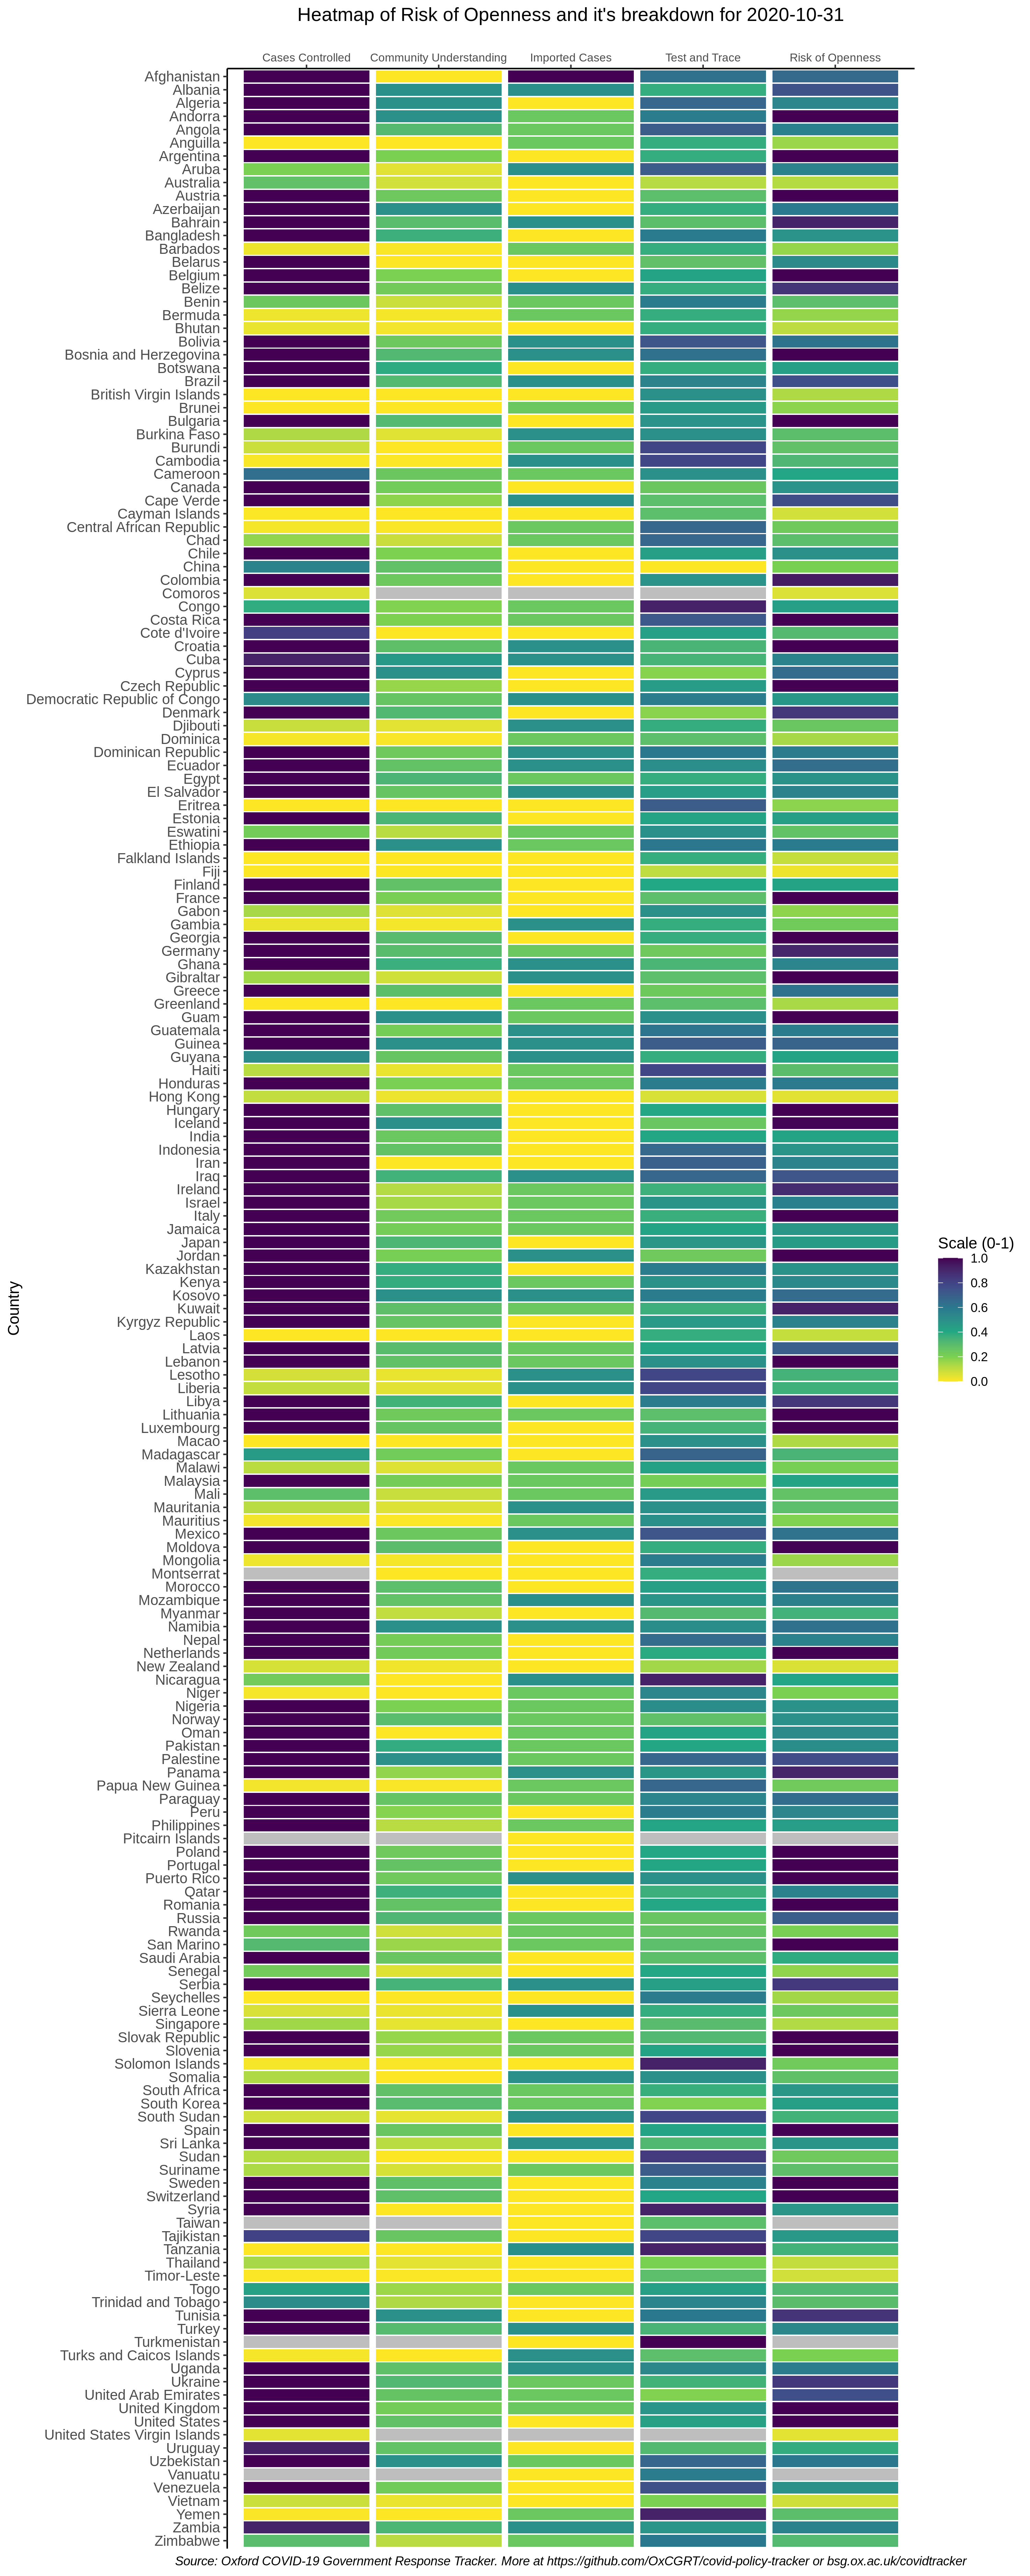 Heatmap of Risk of Openness and it's breakdown for 2020-10-31
Cases Controlled Community Understanding Imported Cases Test and Trace Risk of Openness
Afghanistan
Albania
Algeria
Andorra
Angola
Anguilla
Argentina
Aruba
Australia
Austria
Azerbaijan
Bahrain
Bangladesh
Barbados
Belarus
Belgium
Belize
Benin
Bermuda
Bhutan
Bolivia
Bosnia and Herzegovina
Botswana
Brazil
British Virgin Islands
Brunei
Bulgaria
Burkina Faso
Burundi
Cambodia
Cameroon
Canada
Cape Verde
Cayman Islands
Central African Republic
Chad
Chile
China
Colombia
Comoros
Congo
Costa Rica
Cote d'Ivoire
Croatia
Cuba
Cyprus
Czech Republic
Democratic Republic of Congo
Denmark
Djibouti
Dominica
Dominican Republic
Ecuador
Egypt
El Salvador
Eritrea
Estonia
Eswatini
Ethiopia
Falkland Islands
Fiji
Finland
France
Gabon
Gambia
Georgia
Germany
Ghana
Gibraltar
Greece
Greenland
Guam
Guatemala
Guinea
Guyana
Haiti
Honduras
Hong Kong
Hungary
Iceland
India
Indonesia
Iran
Iraq
Ireland
Israel
Italy
Jamaica
Japan
Jordan
Kazakhstan
Kenya
Kosovo
Kuwait
Kyrgyz Republic
Laos
Latvia
Lebanon
Lesotho
Liberia
Libya
Lithuania
Luxembourg
Macao
Madagascar
Malawi
Malaysia
Mali
Mauritania
Mauritius
Mexico
Moldova
Mongolia
Montserrat
Morocco
Mozambique
Myanmar
Namibia
Nepal
Netherlands
New Zealand
Nicaragua
Niger
Nigeria
Norway
Oman
Pakistan
Palestine
Panama
Papua New Guinea
Paraguay
Peru
Philippines
Pitcairn Islands
Poland
Portugal
Puerto Rico
Qatar
Romania
Russia
Rwanda
San Marino
Saudi Arabia
Senegal
Serbia
Seychelles
Sierra Leone
Singapore
Slovak Republic
Slovenia
Solomon Islands
Somalia
South Africa
South Korea
South Sudan
Spain
Sri Lanka
Sudan
Suriname
Sweden
Switzerland
Syria
Taiwan
Tajikistan
Tanzania
Thailand
Timor-Leste
Togo
Trinidad and Tobago
Tunisia
Turkey
Turkmenistan
Turks and Caicos Islands
Uganda
Ukraine
United Arab Emirates
United Kingdom
United States
United States Virgin Islands
Uruguay
Uzbekistan
Vanuatu
Venezuela
Vietnam
Yemen
Zambia
Zimbabwe
Country
Scale (0-1)
1.0
0.8
0.6
0.4
0.2
0.0
Source: Oxford COVID-19 Government Response Tracker. More at https://github.com/OxCGRT/covid-policy-tracker or bsg.ox.ac.uk/covidtracker